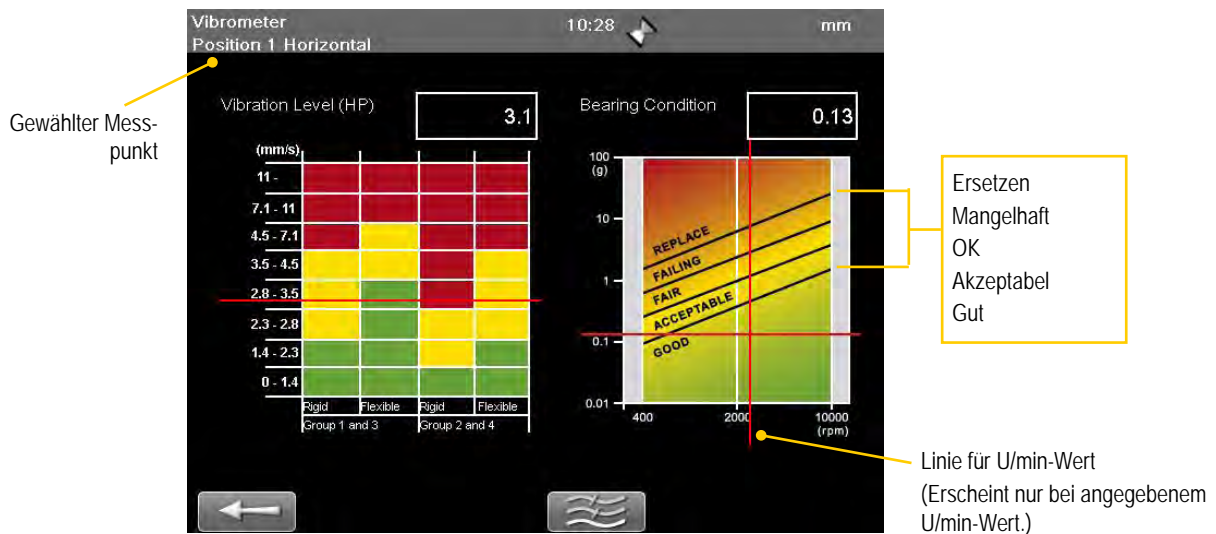 Vibrometer
10:28
mm
Position 1 Horizontal
Gewählter Mess-
punkt
Vibration Level (HP)
3.1
Bearing Condition
0.13
(mm/s)
11 -
7.1 - 11
4.5 - 7.1
3.5 - 4.5
2.8 - 3.5
2.3 - 2.8
1.4 - 2.3
0 - 1.4
Rigid
Flexible
Rigid
Flexible
Group 1 and 3
Group 2 and 4
100
(g)
10
1
0.1
0.01
REPLACE
FAILING
FAIR
ACCEPTABLE
GOOD
400
2000
10000
(rpm)
Ersetzen
Mangelhaft
OK
Akzeptabel
Gut
Linie für U/min-Wert
(Erscheint nur bei angegebenem
U/min-Wert.)